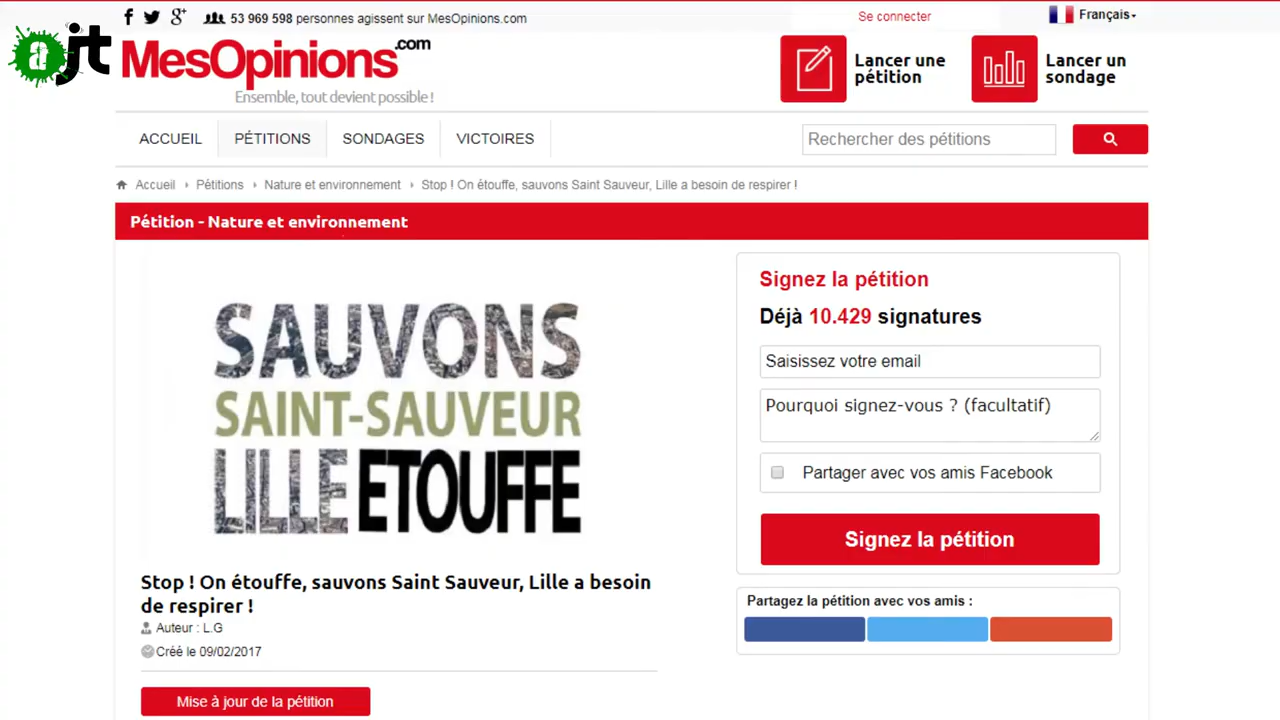 53 969 598 personnes agissent sur MesOpinions.com
Se connecter
Français
ajt
MesOpinions.com
Ensemble, tout devient possible !
Lancer une
pétition
Lancer un
sondage
ACCUEIL
PÉTITIONS
SONDAGES
VICTOIRES
Rechercher des pétitions
Accueil
Pétitions
Nature et environnement
Stop ! On étouffe, sauvons Saint Sauveur, Lille a besoin de respirer !
Pétition - Nature et environnement
SAUVONS
SAINT-SAUVEUR
LILLE ETOUFFE
Stop ! On étouffe, sauvons Saint Sauveur, Lille a besoin
de respirer !
Auteur : L.G
Créé le 09/02/2017
Mise à jour de la pétition
Signez la pétition
Déjà 10.429 signatures
Saisissez votre email
Pourquoi signez-vous ? (facultatif)
Partager avec vos amis Facebook
Signez la pétition
Partagez la pétition avec vos amis :